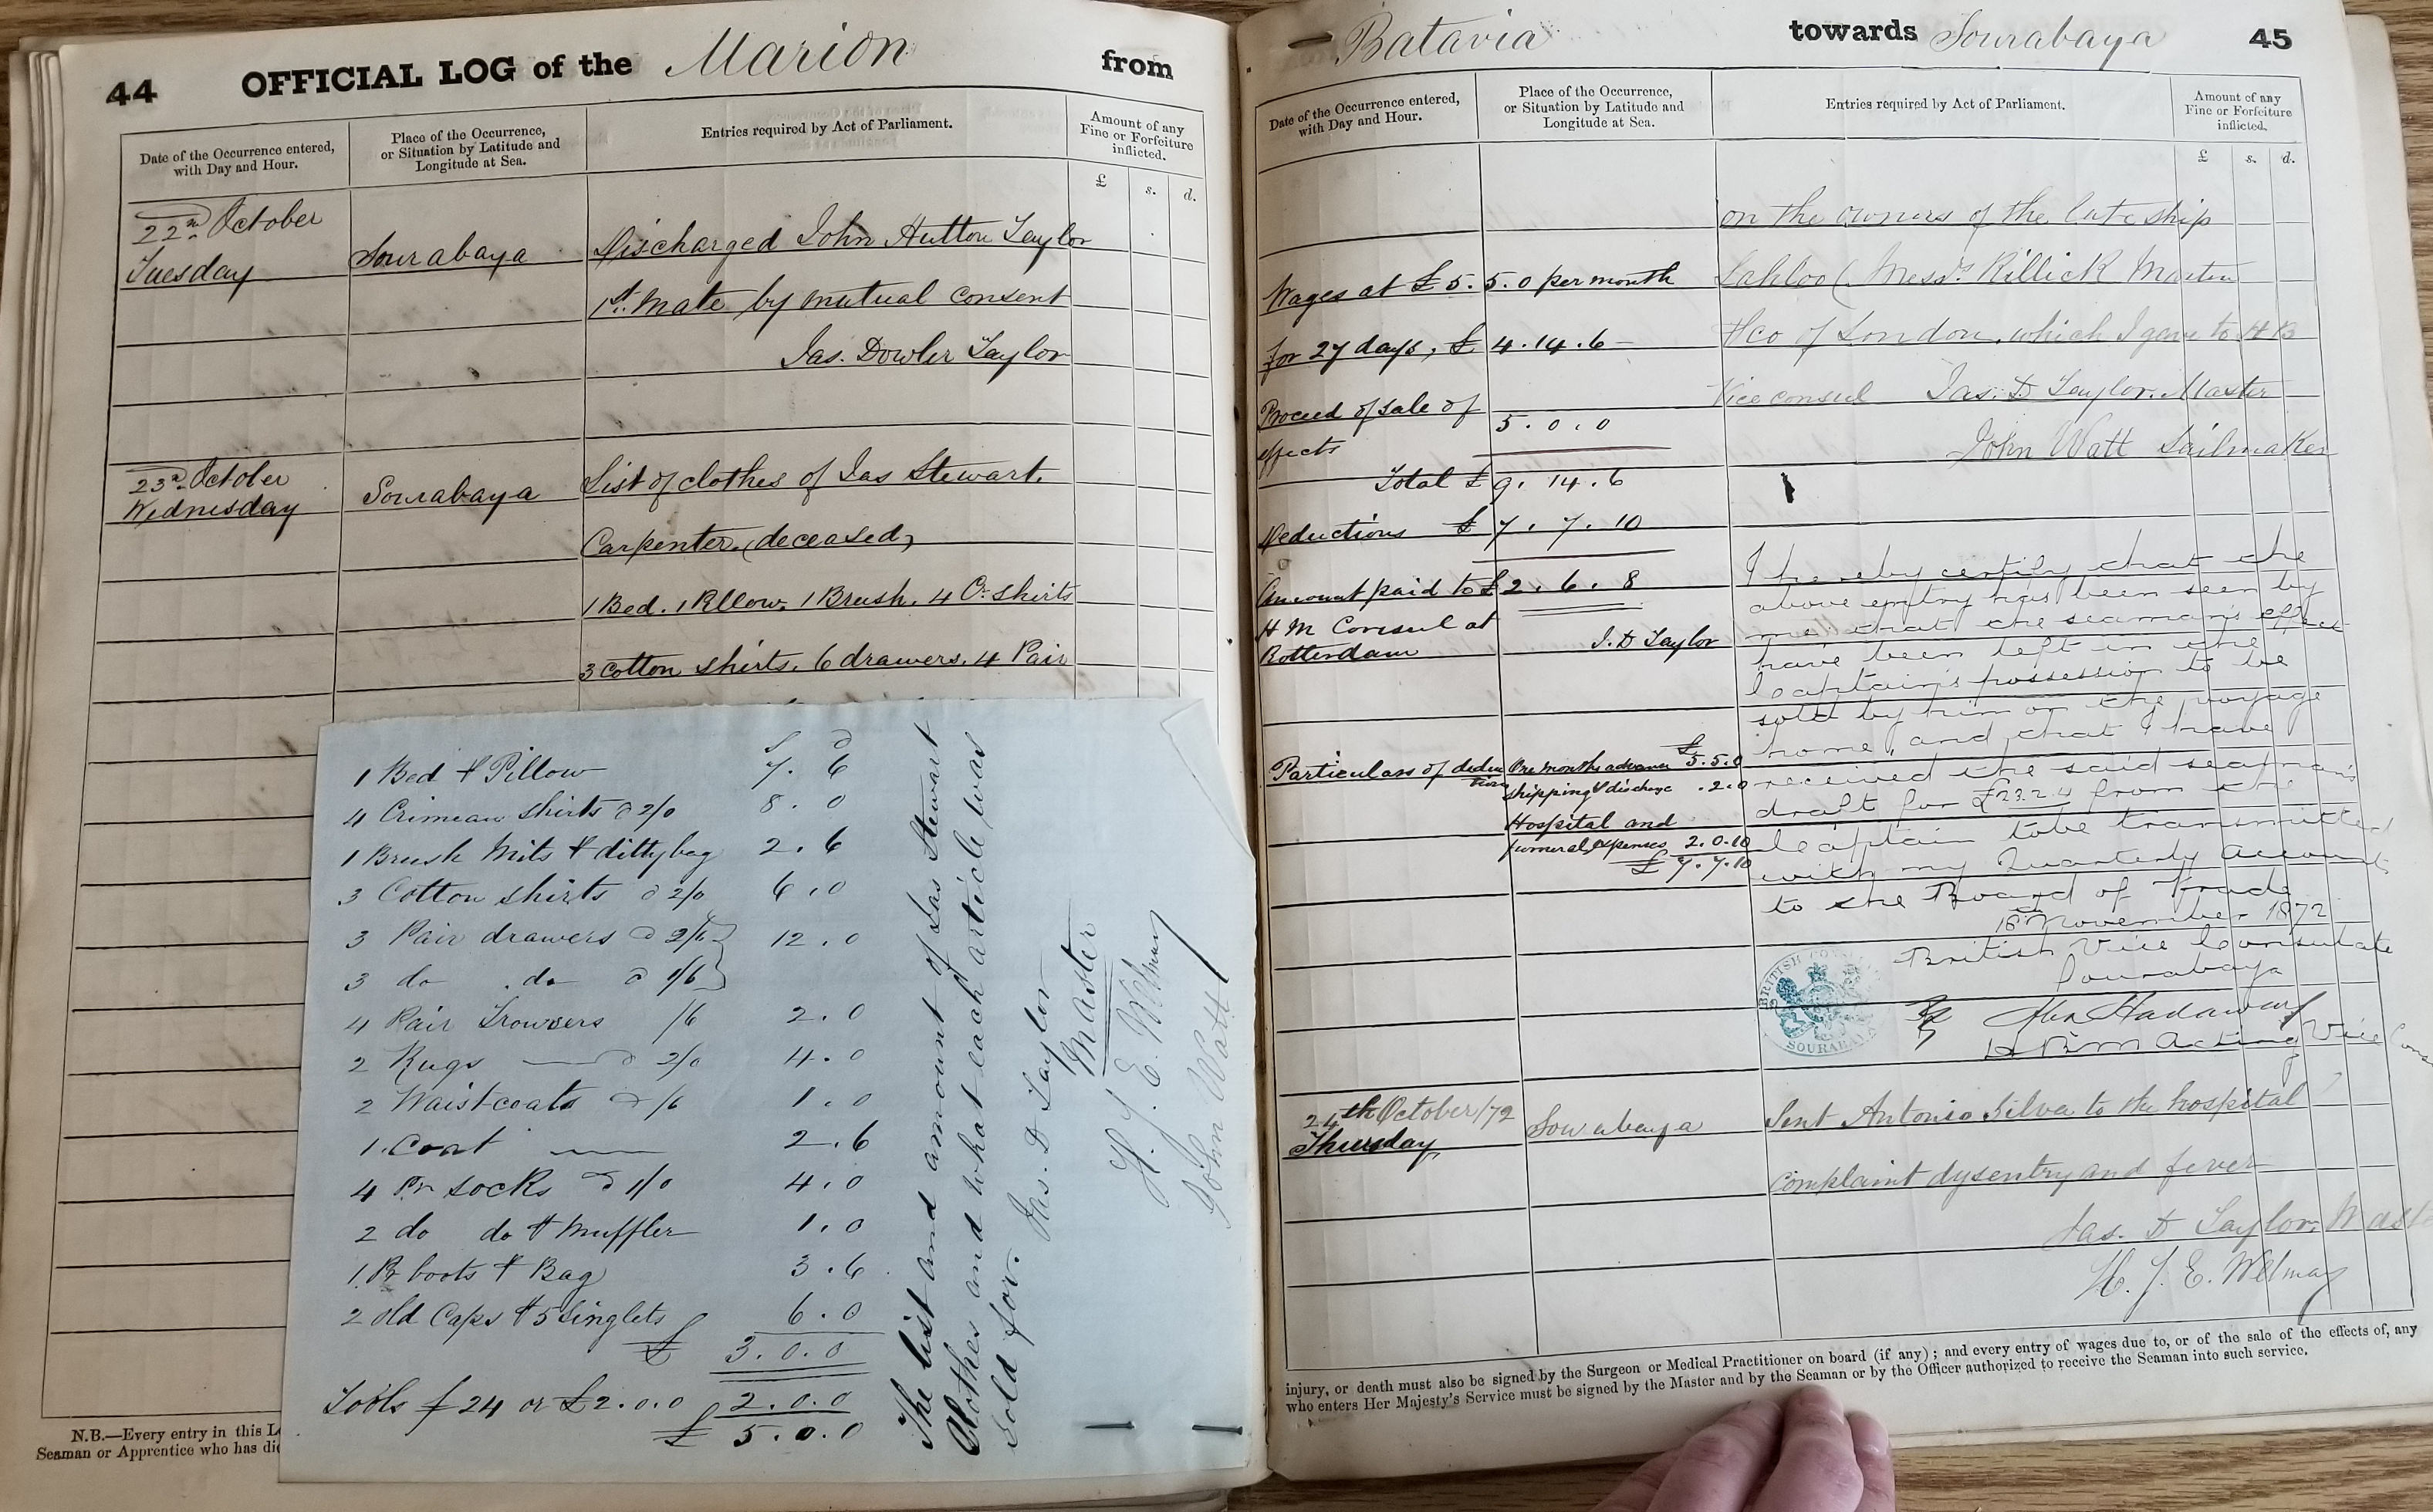 44 OFFICIAL LOG of the Marion from
Date of the Occurrence entered, with Day and Hour.
Place of the Occurrence, or Situation by Latitude and Longitude at Sea.
Entries required by Act of Parliament.
Amount of any Fine or Forfeiture inflicted.
£ s. d.
22nd October
Tuesday
Sourabaya
Discharged John Hutton Taylor
1st Mate by mutual consent
Jas. Dowler Taylor
23rd October
Wednesday
Sourabaya
List of clothes of Jas Stewart.
Carpenter (deceased)
1 Bed. 1 Pillow. 1 Brush. 4 Cn shirts
3 Cotton shirts. 6 drawers. 4 Pair
s d
1 Bed & Pillow 7. 6
4 Crimean shirts @ 2/0 8. 0
1 Brush Mits & dittybag 2. 6
3 Cotton shirts @ 2/0 6. 0
3 Pair drawers @ 2/6 12. 0
3 do do @ 1/6
4 Pair Trowsers /6 2. 0
2 Rugs @ 2/0 4. 0
2 Waistcoats @ /6 1. 0
1 Coat 2. 6
4 Pr socks @ 1/0 4. 0
2 do do & Muffler 1. 0
1 Pr boots & Bag 3. 6
2 old Caps & 5 singlets 6. 0
£ 3. 0. 0
Tools f 24 or £2.0.0 2. 0. 0
£ 5. 0. 0
The list and amount of Jas Stewart
Clothes and what each article was
sold for. Jas. D Taylor
Master
H. J. E.
John Watt
N.B.—Every entry in this L
Seaman or Apprentice who has di
Batavia towards Sourabaya 45
Date of the Occurrence entered, with Day and Hour.
Place of the Occurrence, or Situation by Latitude and Longitude at Sea.
Entries required by Act of Parliament.
Amount of any Fine or Forfeiture inflicted.
£ s. d.
Wages at £5. 5. 0 per month
for 27 days, £ 4. 14. 6
Proceed of sale of
effects 5. 0. 0
Total £ 9. 14. 6
Deductions £ 7. 7. 10
Amount paid to £2. 6. 8
H M Consul at
Rotterdam J. D Taylor
Particulars of deductions
One months advance £5.5.0
shipping & discharge .2.0
Hospital and
funeral expenses 2.0.10
£ 7.7.10
on the owners of the late ship
Lahloo (Messrs Killick Martin
& co of London, which I gave to H B
Vice consul Jas. D Taylor. Master
John Watt Sailmaker
I hereby certify that the
above entry has been seen by
me that the seaman's effect
have been left in the
Captain's possession to be
sold by him on the voyage
home, and that I have
received the said seaman's
draft for £23.2.4 from the
Captain to be transmitted
with my Quarterly Account
to the Board of Trade
18th November 1872
British Vice Consulate
Sourabaya
HBM Acting Vice Cons
BRITISH CONSUL
SOURABAYA
24th October/72
Thursday
Sourabaya
Sent Antonio Silva to the hospital
complaint dysentry and fever
Jas. D Taylor. Mast
H. J. E.
injury, or death must also be signed by the Surgeon or Medical Practitioner on board (if any); and every entry of wages due to, or of the sale of the effects of, any
who enters Her Majesty's Service must be signed by the Master and by the Seaman or by the Officer authorized to receive the Seaman into such service.